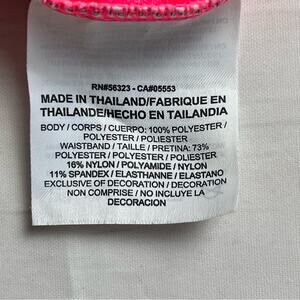 RN#56323 - CA#05553
MADE IN THAILAND/FABRIQUE EN
THAILANDE/HECHO EN TAILANDIA
BODY / CORPS / CUERPO: 100% POLYESTER /
POLYESTER / POLIESTER
WAISTBAND / TAILLE / PRETINA: 73%
POLYESTER / POLYESTER / POLIESTER
16% NYLON / POLYAMIDE / NYLON
11% SPANDEX / ELASTHANNE / ELASTANO
EXCLUSIVE OF DECORATION / DECORATION
NON COMPRISE / NO INCLUYE LA
DECORACION